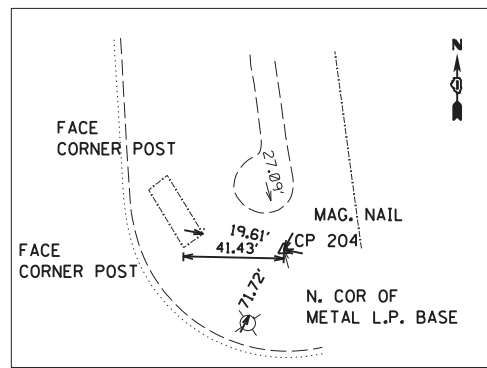 N
FACE
CORNER POST
27.09'
MAG. NAIL
19.61'
CP 204
41.43'
FACE
CORNER POST
71.72'
N. COR OF
METAL L.P. BASE